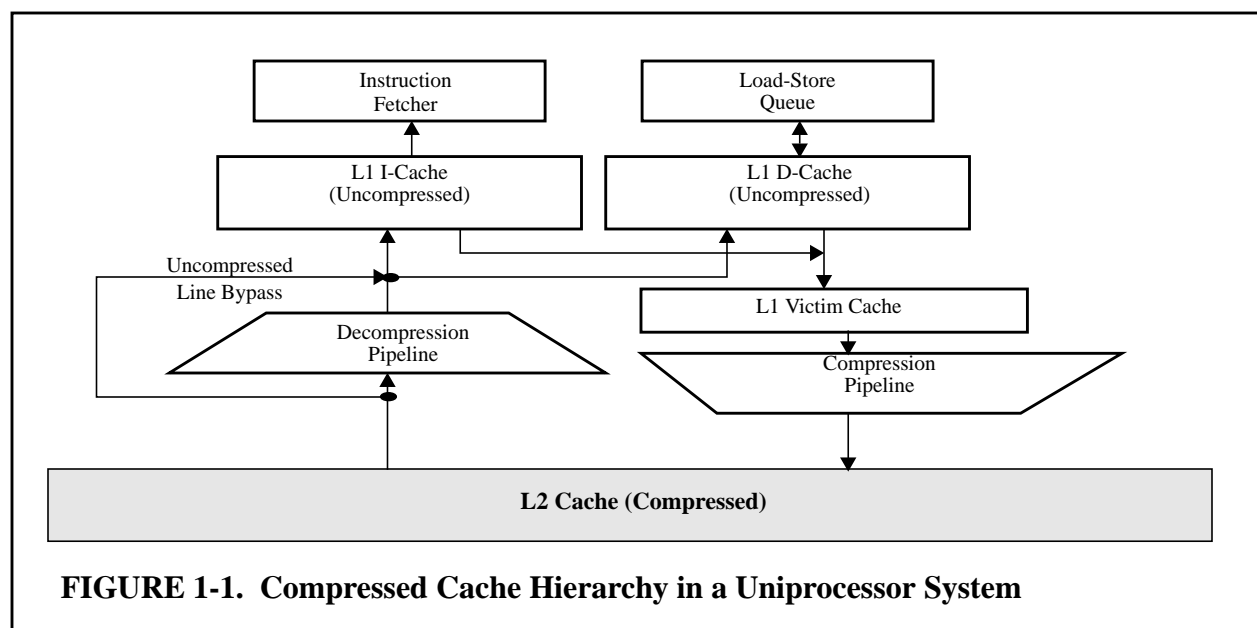 Instruction
Fetcher
Load-Store
Queue
L1 I-Cache
(Uncompressed)
L1 D-Cache
(Uncompressed)
Uncompressed
Line Bypass
L1 Victim Cache
Decompression
Pipeline
Compression
Pipeline
L2 Cache (Compressed)
FIGURE 1-1. Compressed Cache Hierarchy in a Uniprocessor System